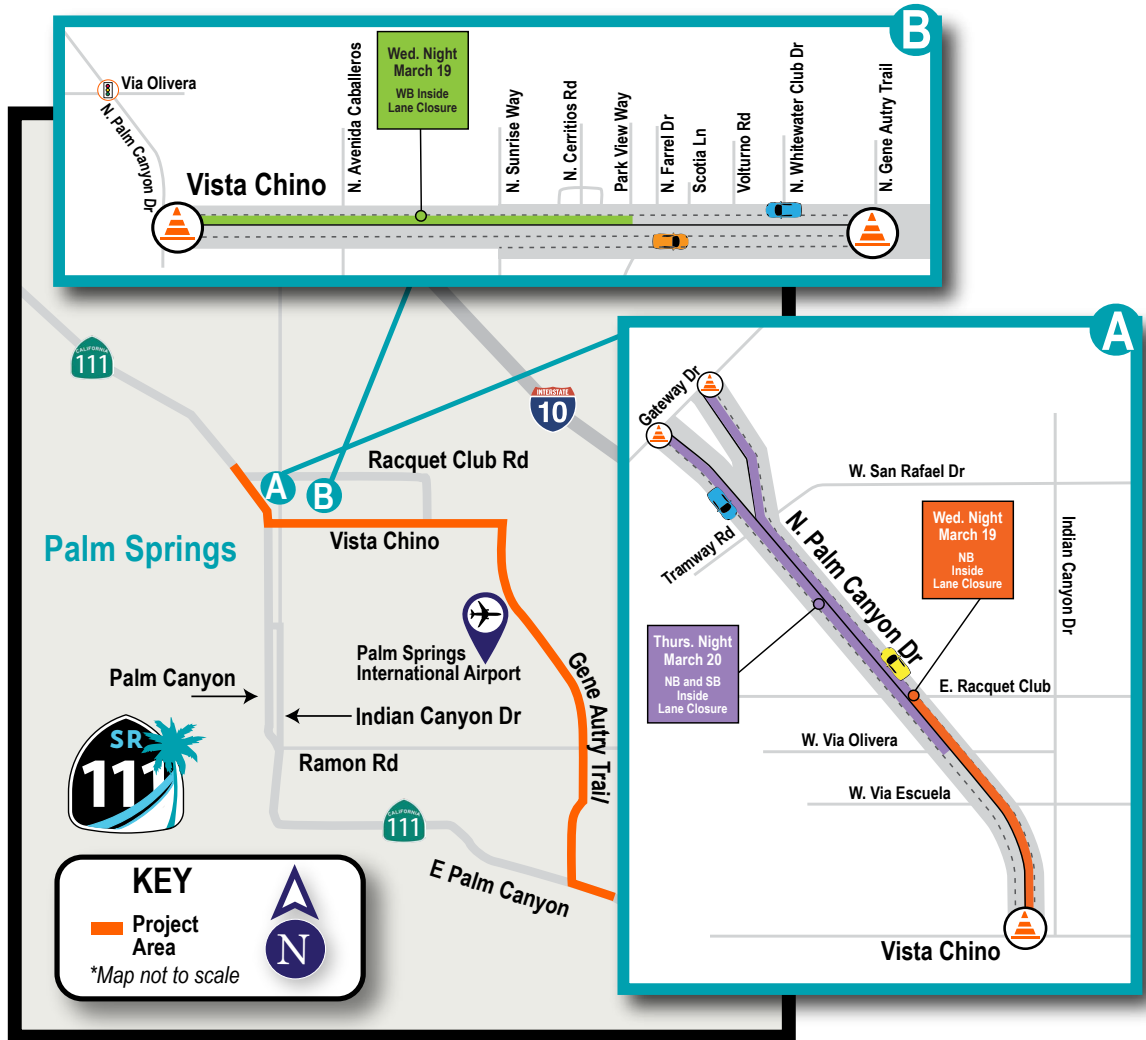 B
Via Olivera
N. Palm Canyon Dr
Wed. Night
March 19
WB Inside
Lane Closure
N. Avenida Caballeros
N. Sunrise Way
N. Cerritios Rd
Park View Way
N. Farrel Dr
Scotia Ln
Volturno Rd
N. Whitewater Club Dr
N. Gene Autry Trail
Vista Chino
A
Gateway Dr
W. San Rafael Dr
Tramway Rd
N. Palm Canyon Dr
Wed. Night
March 19
NB
Inside
Lane Closure
Indian Canyon Dr
Thurs. Night
March 20
NB and SB
Inside
Lane Closure
E. Racquet Club
W. Via Olivera
W. Via Escuela
Vista Chino
CALIFORNIA
111
INTERSTATE
10
Racquet Club Rd
A
B
Vista Chino
Palm Springs
Palm Springs
International Airport
Gene Autry Trail/
Palm Canyon
Indian Canyon Dr
Ramon Rd
SR
111
CALIFORNIA
111
E Palm Canyon
KEY
Project
Area
*Map not to scale
N